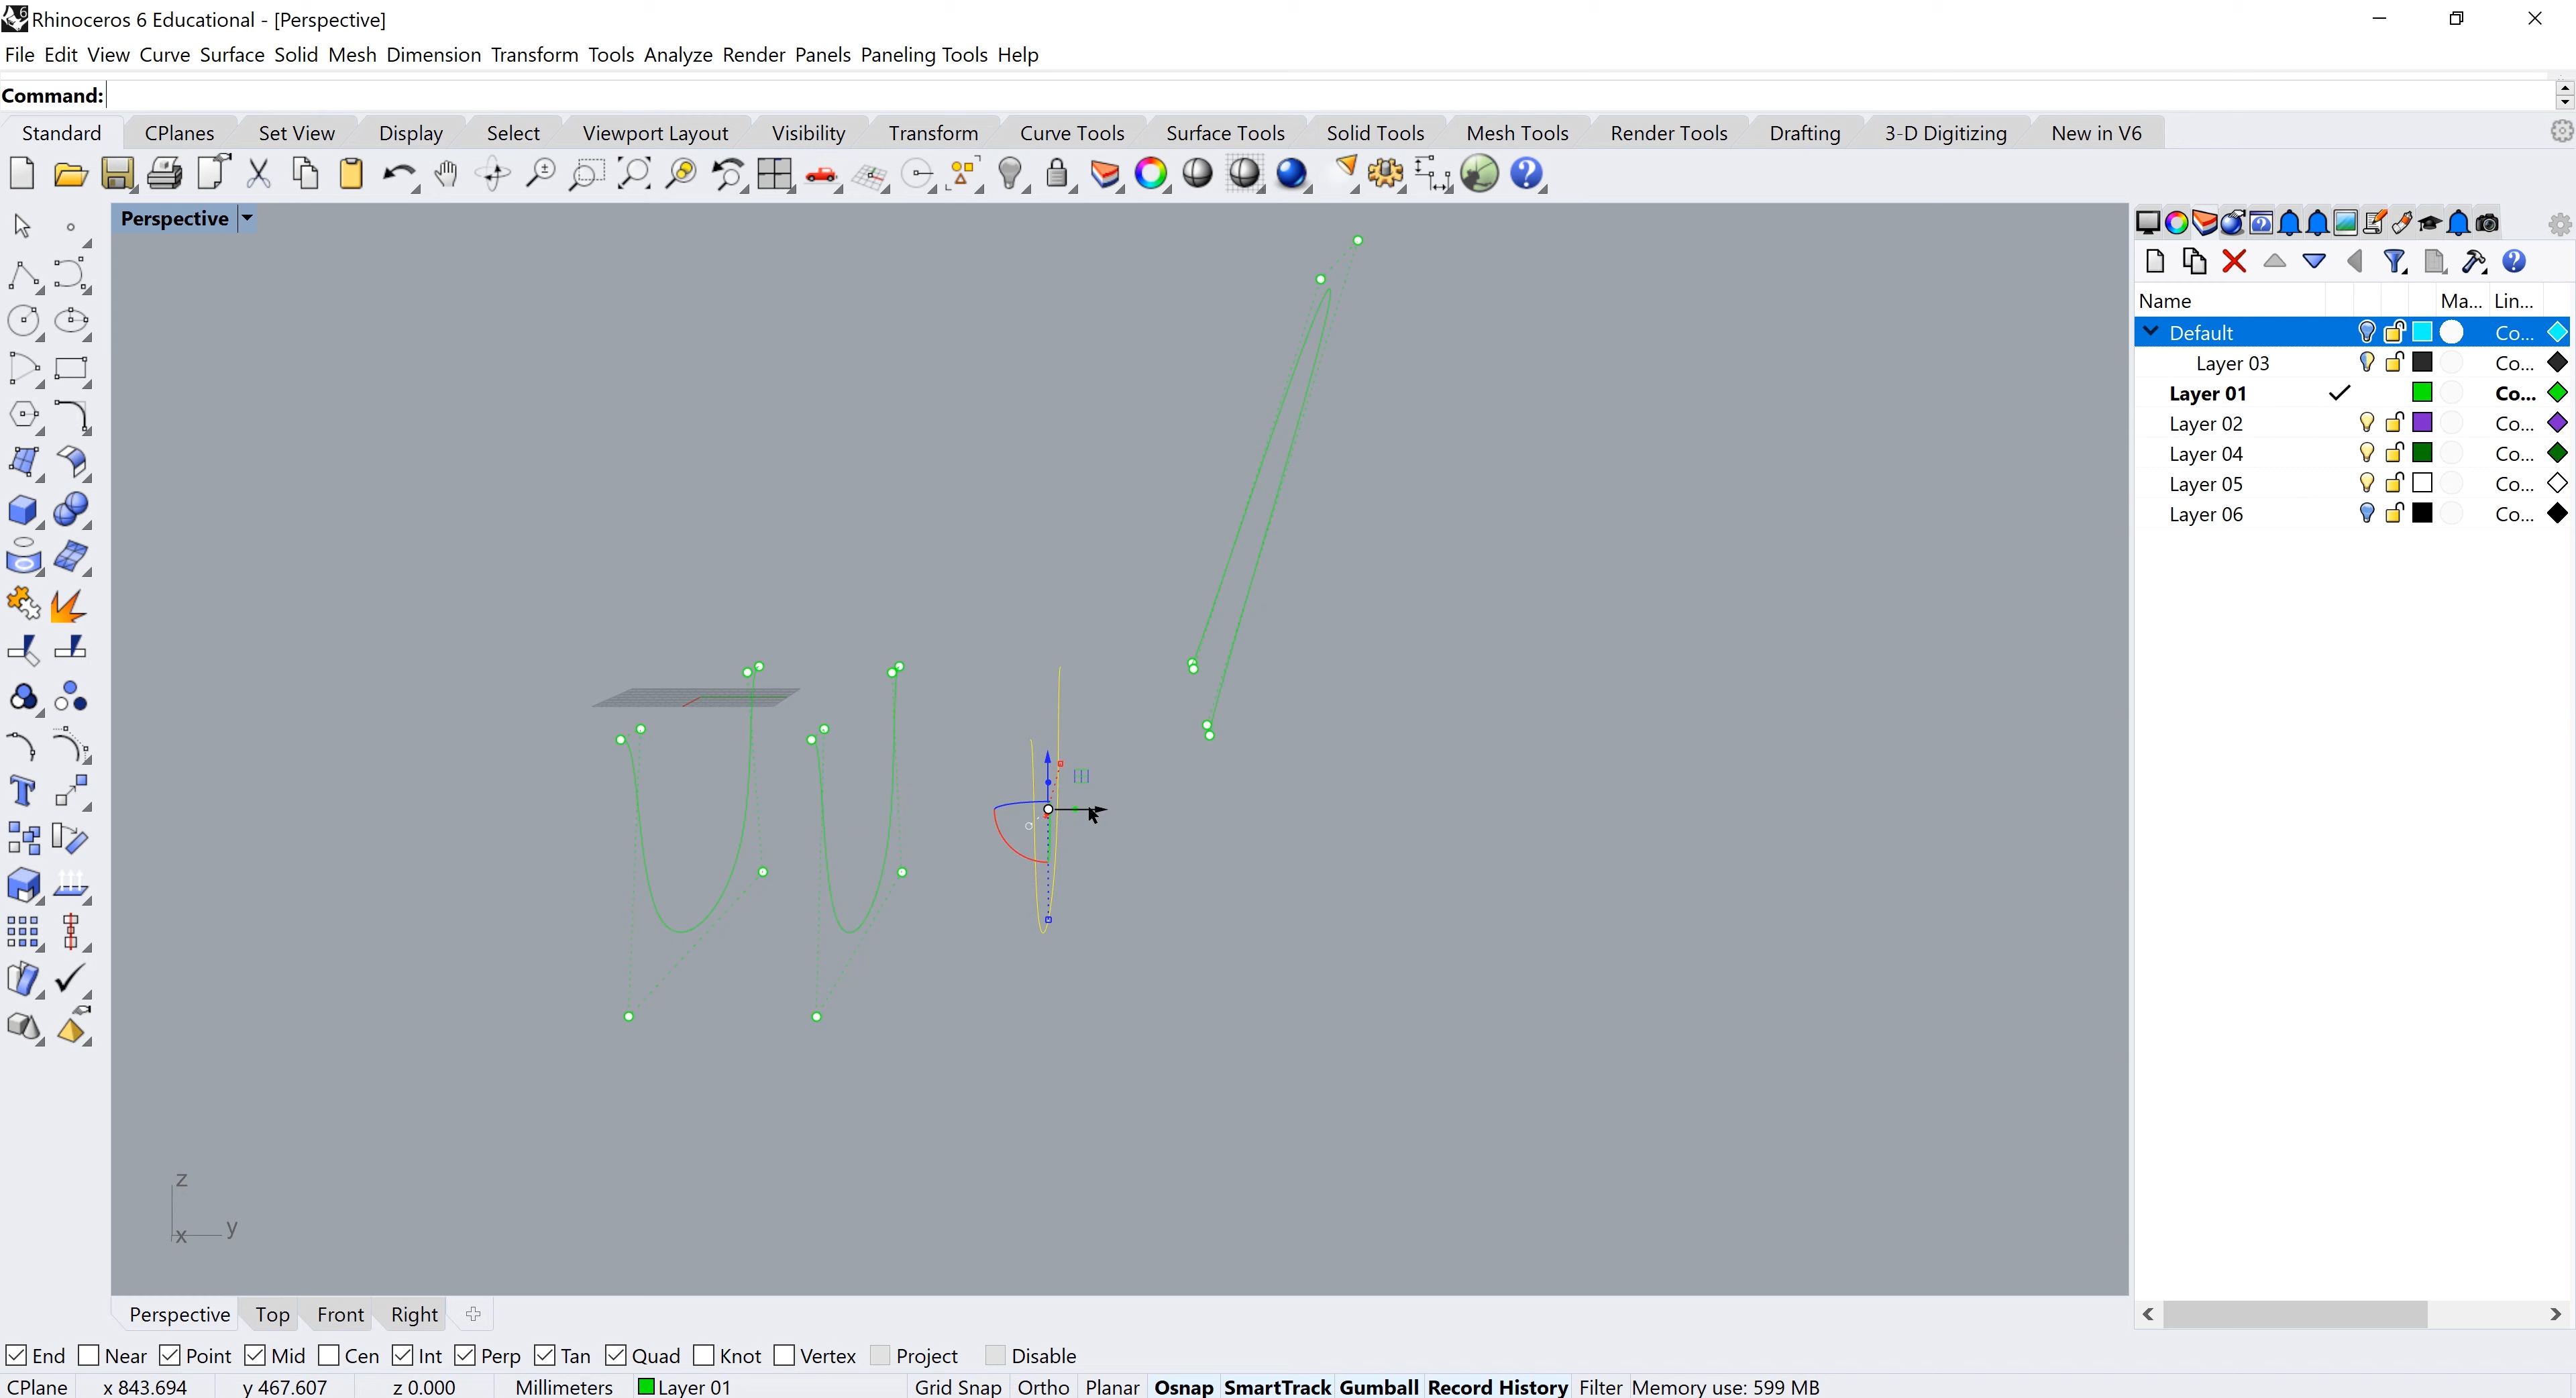 Rhinoceros 6 Educational - [Perspective]
File Edit View Curve Surface Solid Mesh Dimension Transform Tools Analyze Render Panels Paneling Tools Help
Command:
Standard CPlanes Set View Display Select Viewport Layout Visibility Transform Curve Tools Surface Tools Solid Tools Mesh Tools Render Tools Drafting 3-D Digitizing New in V6
Perspective
Name Ma... Lin...
Default Co...
Layer 03 Co...
Layer 01 Co...
Layer 02 Co...
Layer 04 Co...
Layer 05 Co...
Layer 06 Co...
z
x y
Perspective Top Front Right
End Near Point Mid Cen Int Perp Tan Quad Knot Vertex Project Disable
CPlane x 843.694 y 467.607 z 0.000 Millimeters Layer 01 Grid Snap Ortho Planar Osnap SmartTrack Gumball Record History Filter Memory use: 599 MB